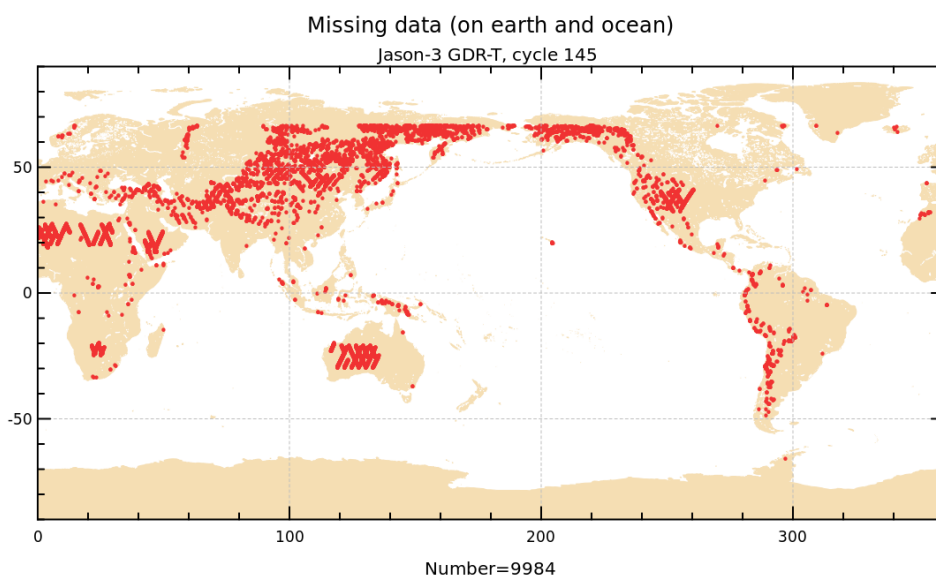 Missing data (on earth and ocean)
Jason-3 GDR-T, cycle 145
50
0
-50
0 100 200 300
Number=9984